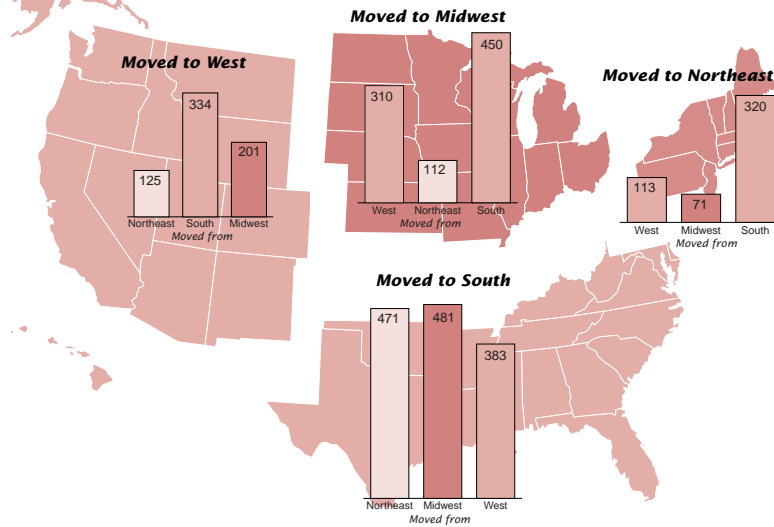 Moved to West
334
201
125
Northeast South Midwest
Moved from
Moved to Midwest
450
310
112
West Northeast South
Moved from
Moved to Northeast
320
113
71
West Midwest South
Moved from
Moved to South
471 481
383
Northeast Midwest West
Moved from